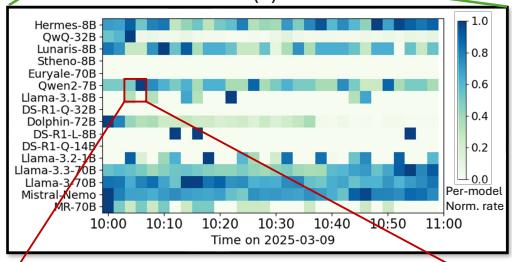 Hermes-8B
QwQ-32B
Lunaris-8B
Stheno-8B
Euryale-70B
Qwen2-7B
Llama-3.1-8B
DS-R1-Q-32B
Dolphin-72B
DS-R1-L-8B
DS-R1-Q-14B
Llama-3.2-1
Llama-3.3-70B
Llama-3-70B
Mistral-Nemo
MR-70B
10:00 10:10 10:20 10:30 10:40 10:50 11:00
Time on 2025-03-09
1.0
0.8
0.6
0.4
0.2
0.0
Per-model
Norm. rate